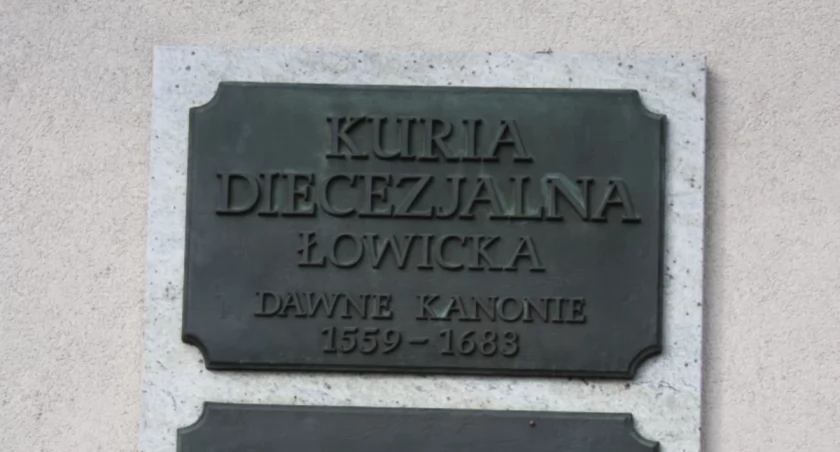 KURIA
DIECEZJALNA
ŁOWICKA
DAWNE KANONIE
1559 – 1683